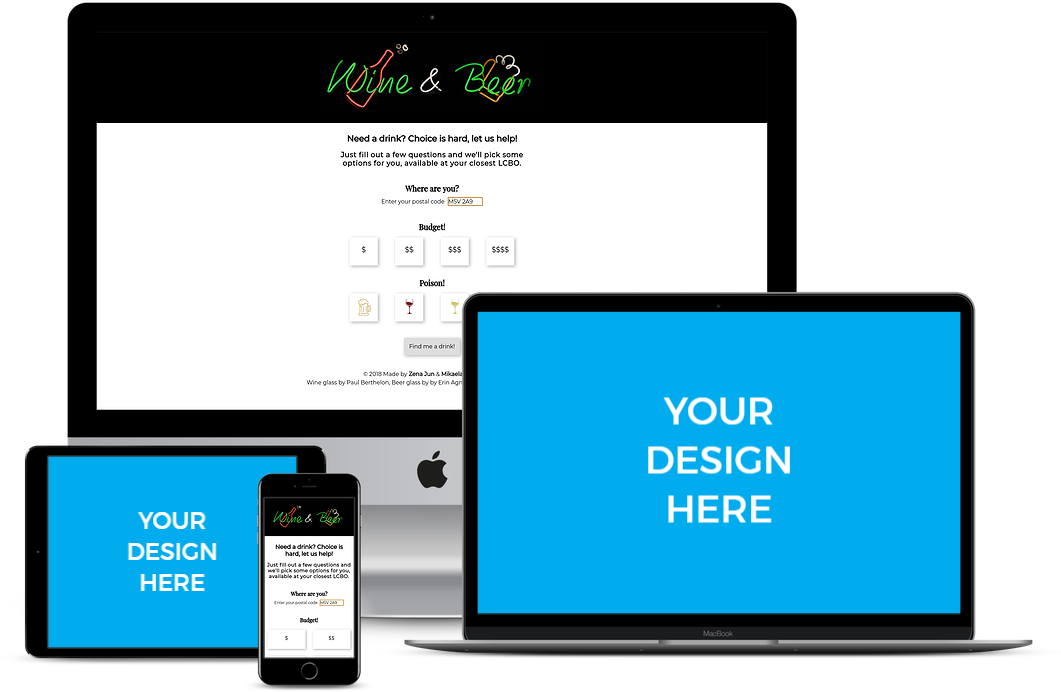 Wine & Beer
Need a drink? Choice is hard, let us help!
Just fill out a few questions and we'll pick some
options for you, available at your closest LCBO.
Where are you?
Enter your postal code M5V 2A9
Budget!
$ $$ $$$ $$$$
Poison!
Find me a drink!
© 2018 Made by Zena Jun & Mikaela
Wine glass by Paul Berthelon, Beer glass by by Erin Agn
YOUR
DESIGN
HERE
MacBook
YOUR
DESIGN
HERE
Wine & Beer
Need a drink? Choice is
hard, let us help!
Just fill out a few questions and
we'll pick some options for you,
available at your closest LCBO.
Where are you?
Enter your postal code M5V 2A9
Budget!
$ $$